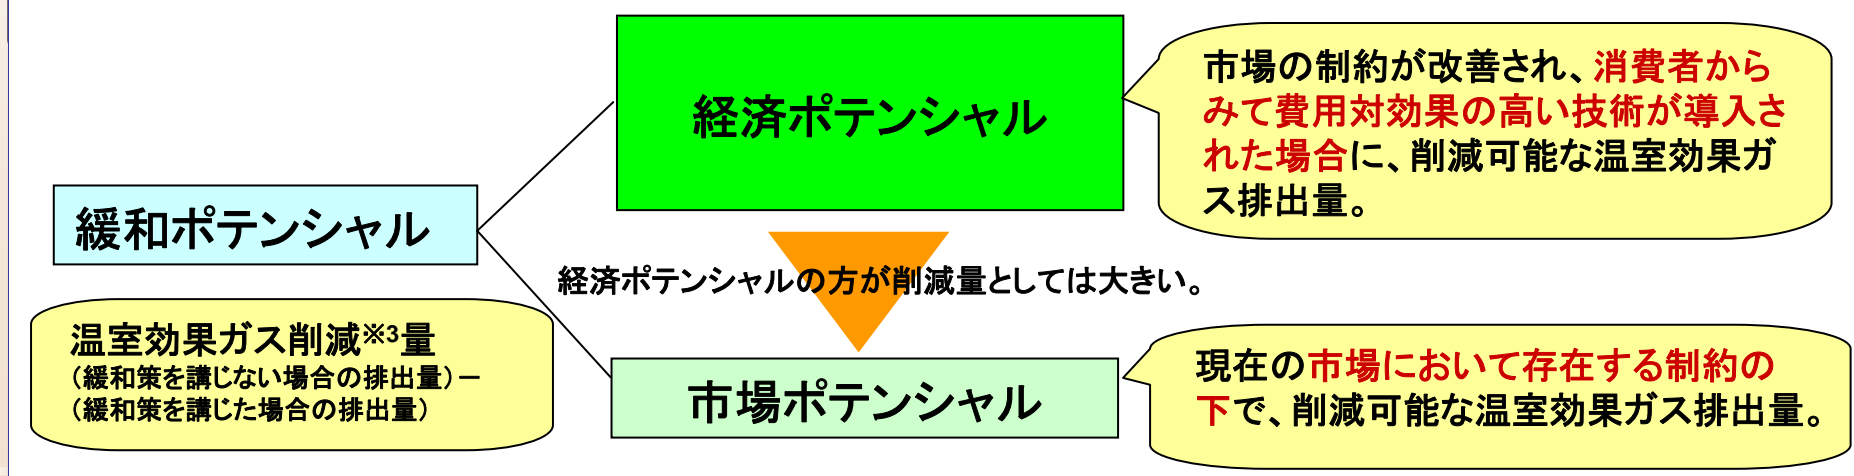 経済ポテンシャル
市場の制約が改善され、消費者から
みて費用対効果の高い技術が導入さ
れた場合に、削減可能な温室効果ガ
ス排出量。
緩和ポテンシャル
経済ポテンシャルの方が削減量としては大きい。
温室効果ガス削減※3量
（緩和策を講じない場合の排出量）－
（緩和策を講じた場合の排出量）
市場ポテンシャル
現在の市場において存在する制約の
下で、削減可能な温室効果ガス排出量。